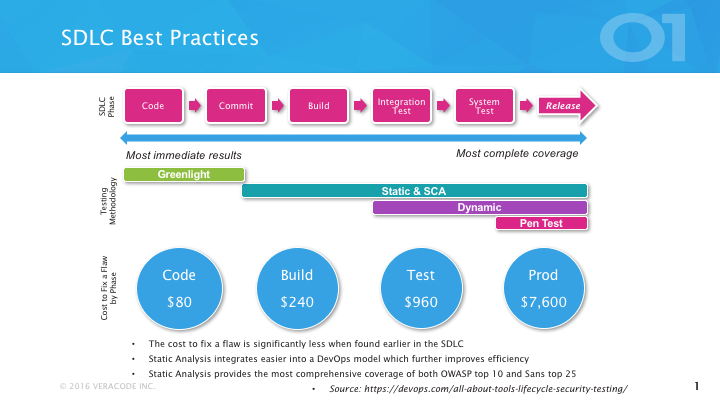 SDLC Best Practices
SDLC
Phase
Code
Commit
Build
Integration
Test
System
Test
Release
Most immediate results
Most complete coverage
Testing
Methodology
Greenlight
Static & SCA
Dynamic
Pen Test
Cost to Fix a Flaw
by Phase
Code
$80
Build
$240
Test
$960
Prod
$7,600
• The cost to fix a flaw is significantly less when found earlier in the SDLC
• Static Analysis integrates easier into a DevOps model which further improves efficiency
• Static Analysis provides the most comprehensive coverage of both OWASP top 10 and Sans top 25
• Source: https://devops.com/all-about-tools-lifecycle-security-testing/
© 2016 VERACODE INC.
1